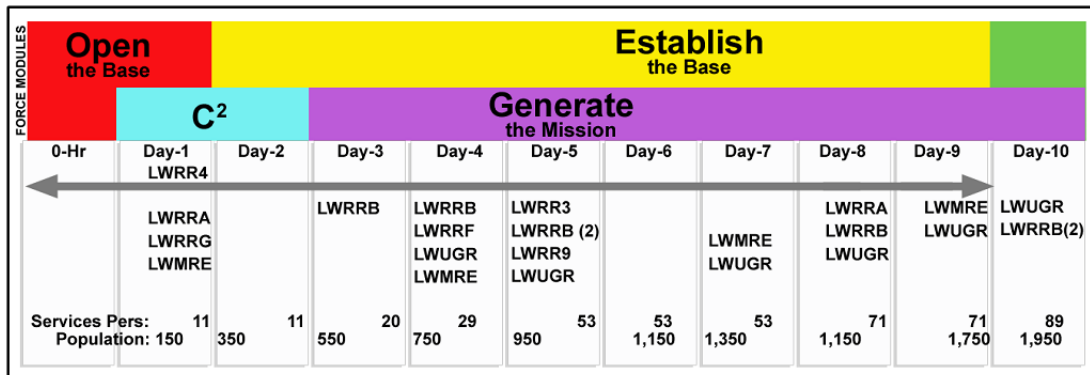 FORCE MODULES
Open
the Base
Establish
the Base
C²
Generate
the Mission
0-Hr Day-1 Day-2 Day-3 Day-4 Day-5 Day-6 Day-7 Day-8 Day-9 Day-10
LWRR4
LWRRA
LWRRG
LWMRE
LWRRB
LWRRB
LWRRF
LWUGR
LWMRE
LWRR3
LWRRB (2)
LWRR9
LWUGR
LWMRE
LWUGR
LWRRA
LWRRB
LWUGR
LWMRE
LWUGR
LWUGR
LWRRB(2)
Services Pers: 11 11 20 29 53 53 53 71 71 89
Population: 150 350 550 750 950 1,150 1,350 1,150 1,750 1,950